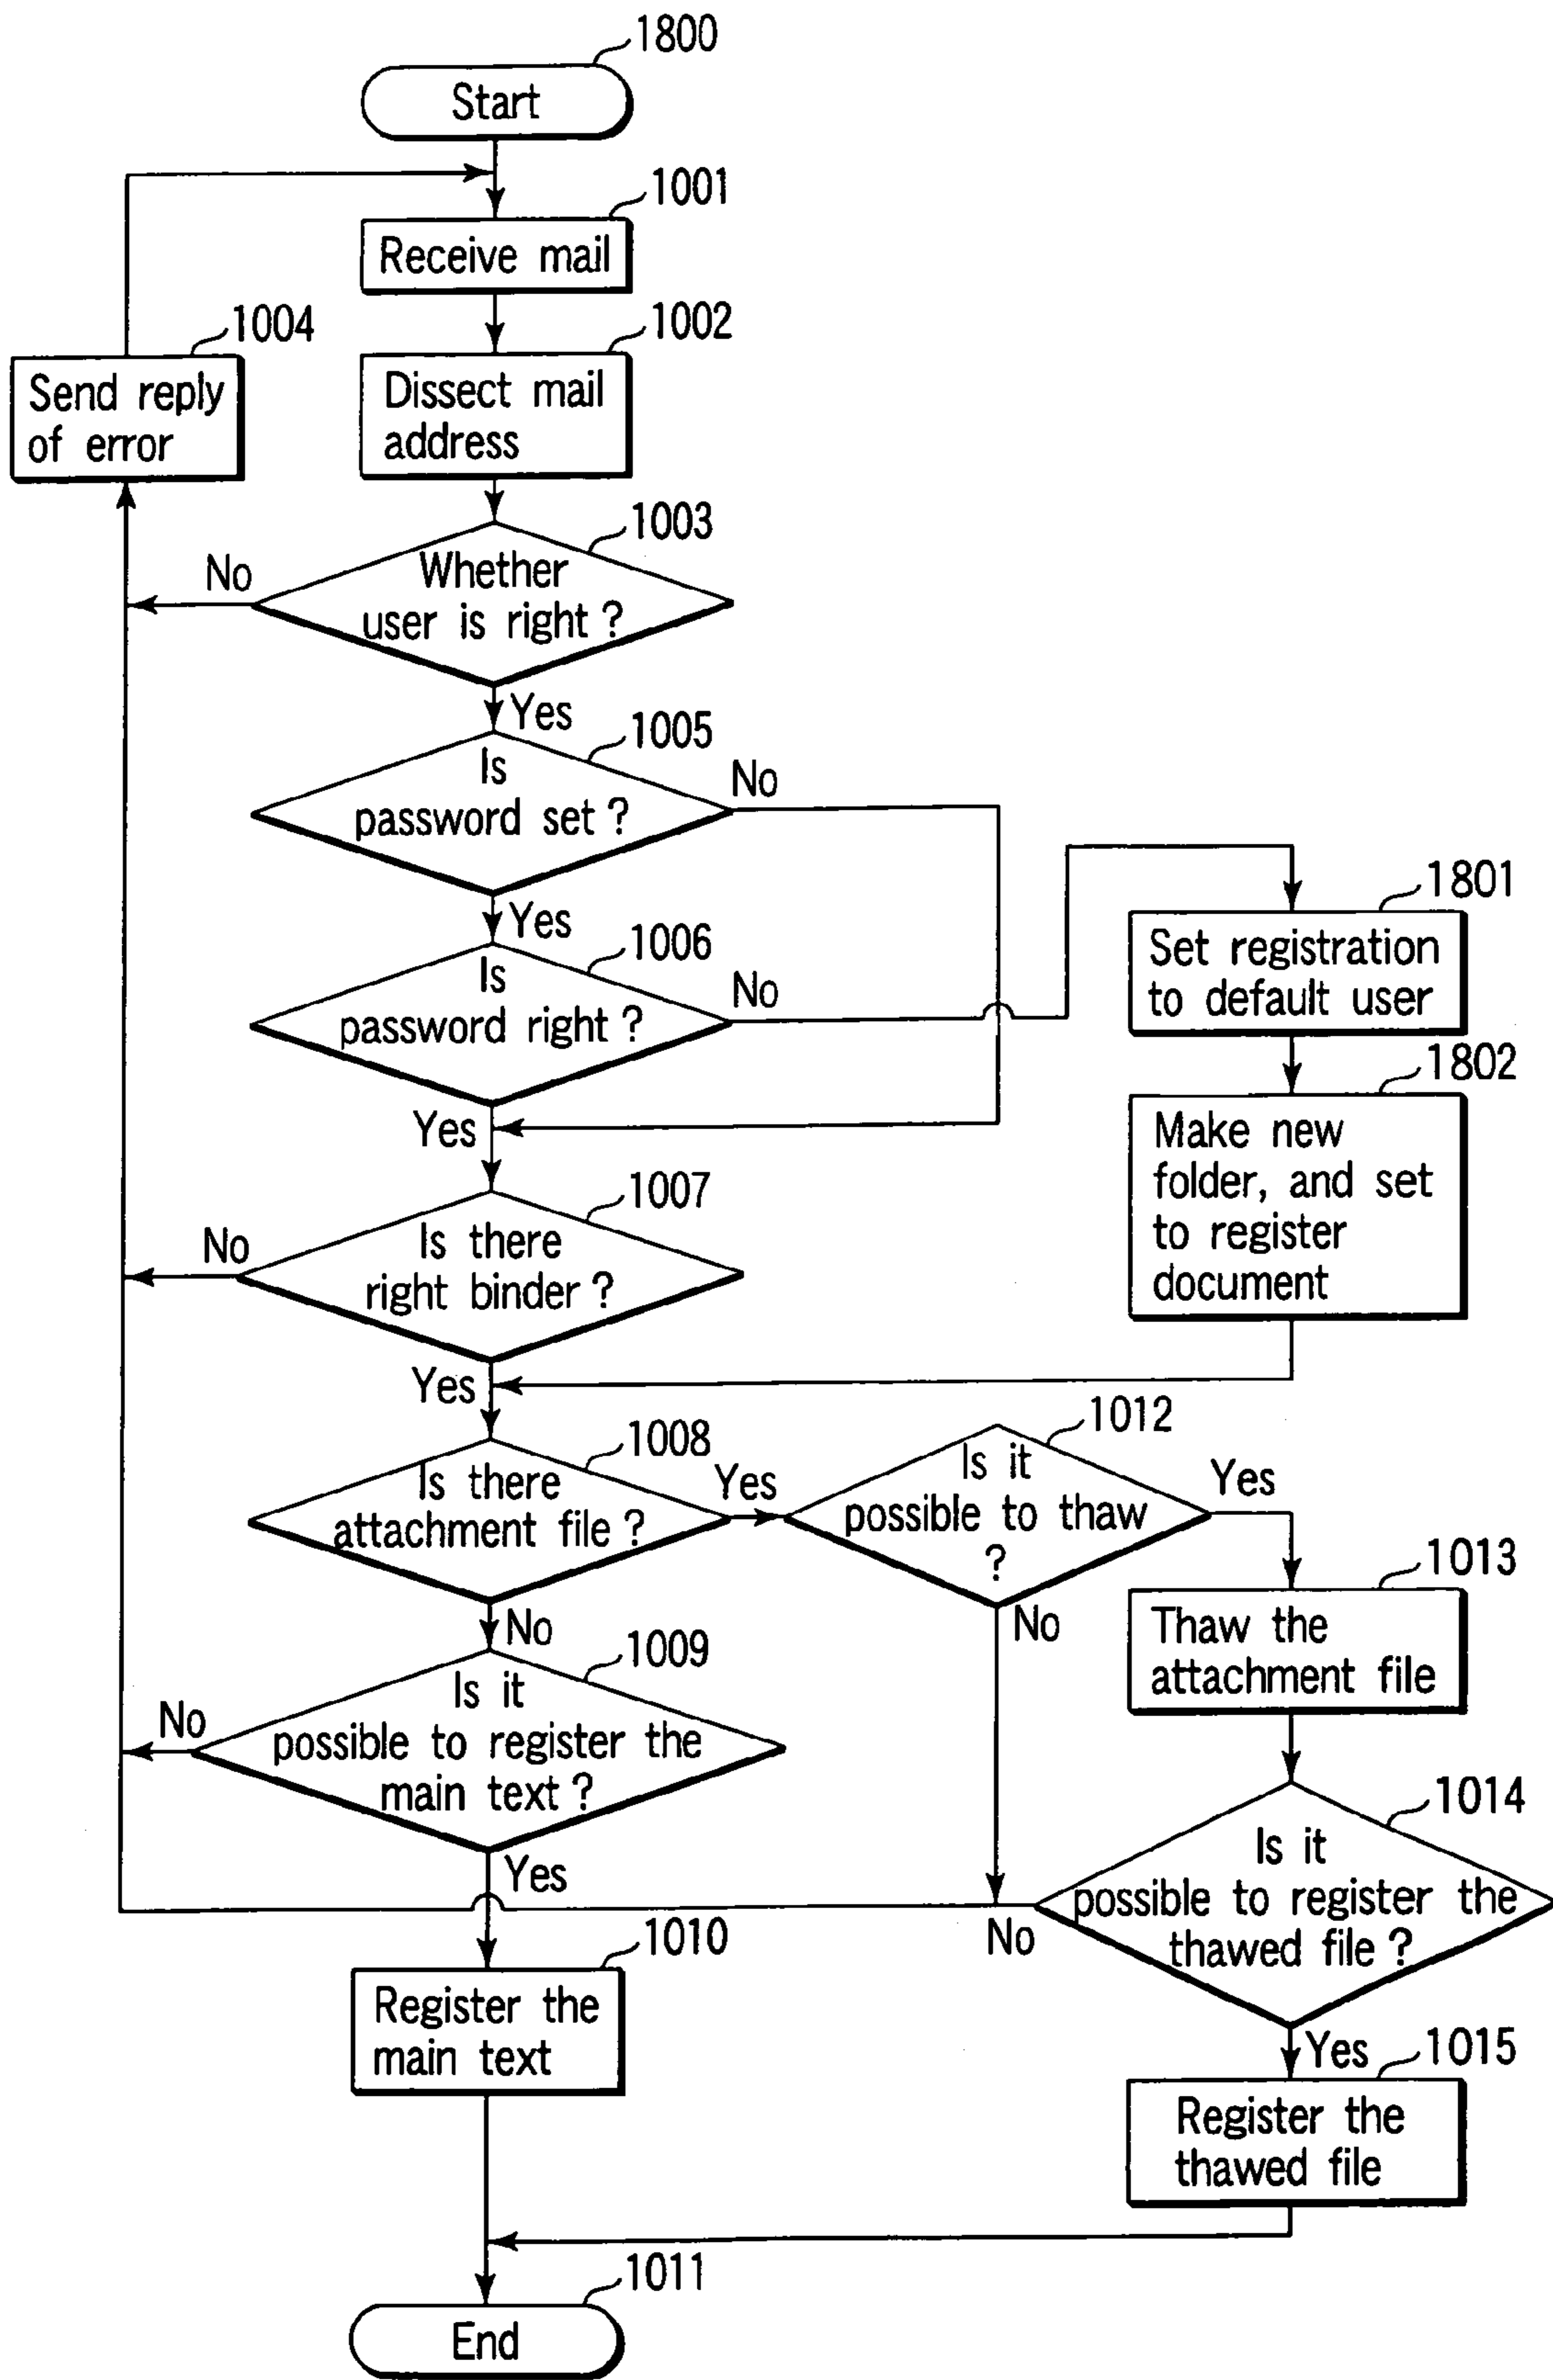 1800
Start
1001
Receive mail
1004
Send reply
of error
1002
Dissect mail
address
1003
Whether
user is right ?
No
Yes
1005
Is
password set ?
No
Yes
1006
Is
password right ?
No
Yes
1801
Set registration
to default user
1802
Make new
folder, and set
to register
document
1007
Is there
right binder ?
No
Yes
1008
Is there
attachment file ?
Yes
No
1012
Is it
possible to thaw
?
Yes
No
1013
Thaw the
attachment file
1009
Is it
possible to register the
main text ?
No
Yes
1014
Is it
possible to register the
thawed file ?
No
Yes
1010
Register the
main text
1015
Register the
thawed file
1011
End